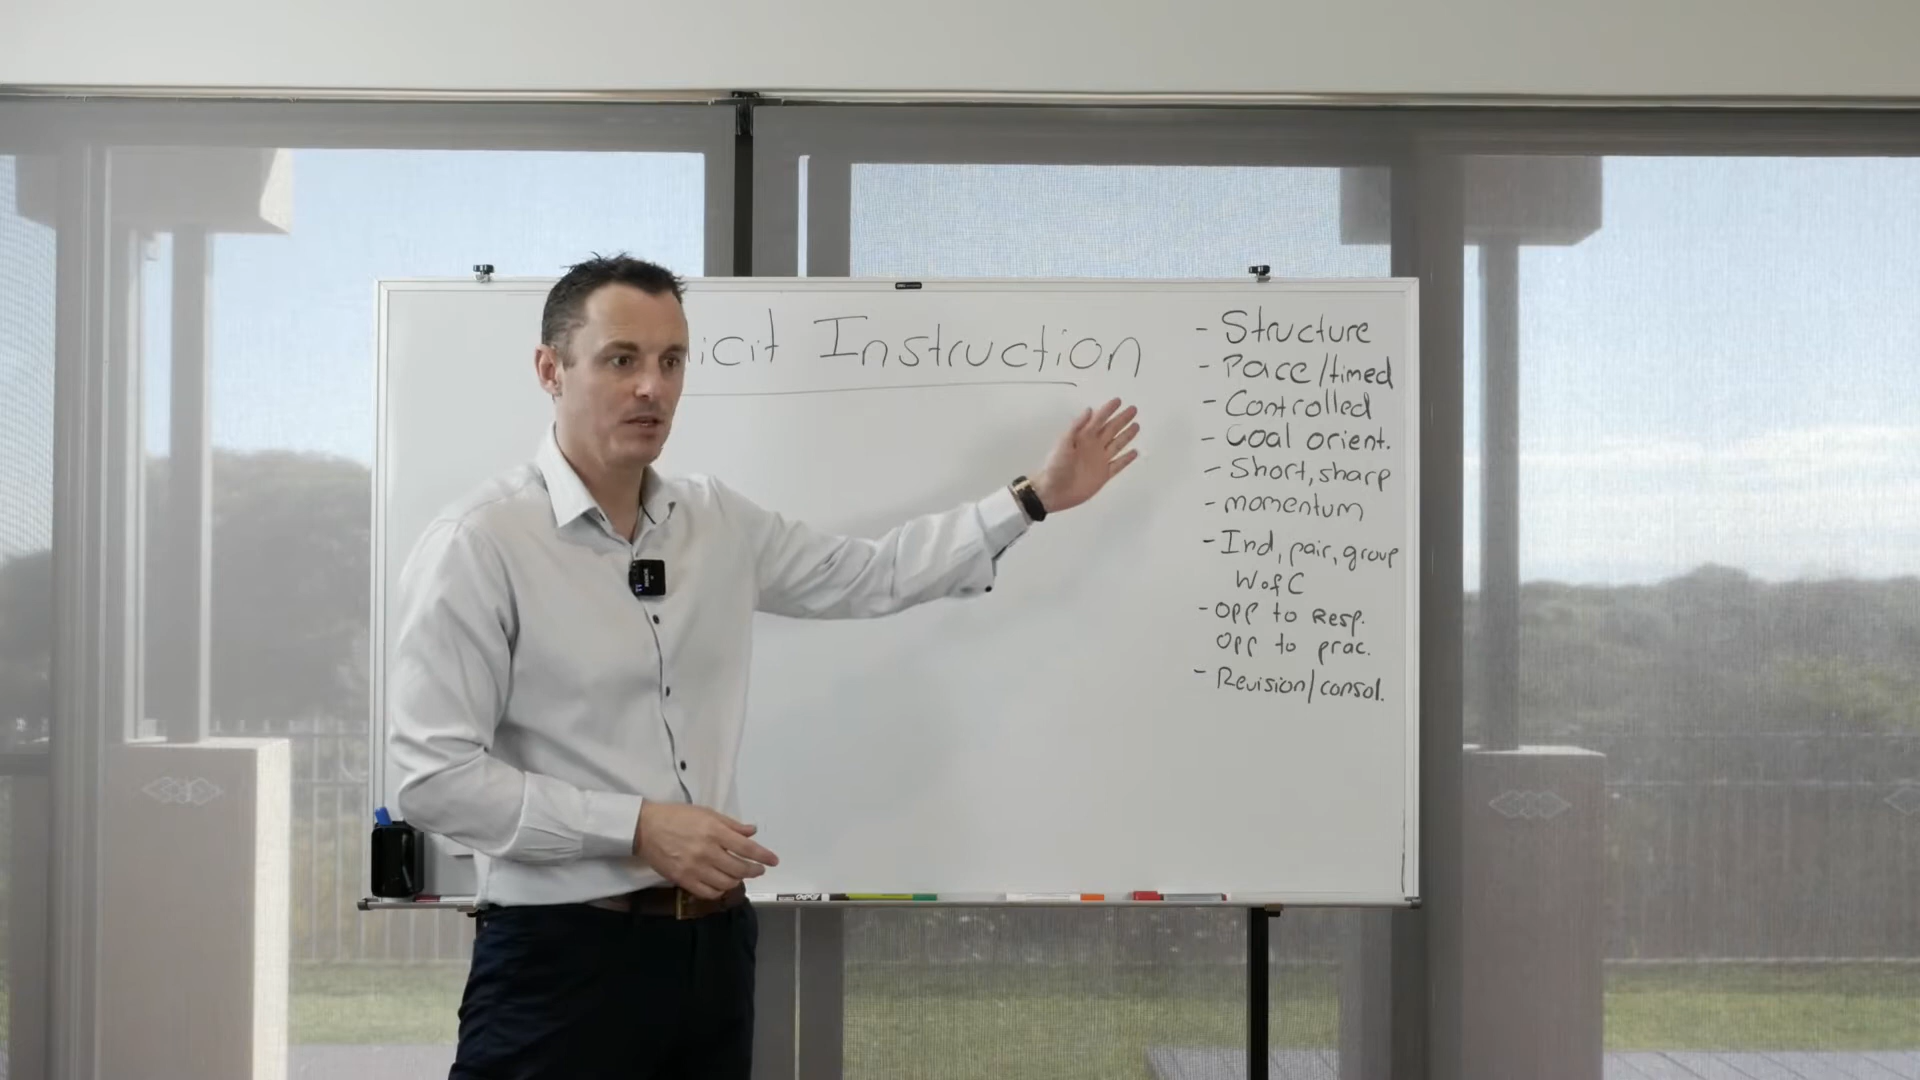 icit Instruction
- Structure
- Pace/timed
- Controlled
- Goal orient.
- Short, sharp
- momentum
- Ind, pair, group
W of C
- Opp to Resp.
Opp to prac.
- Revision/consol.